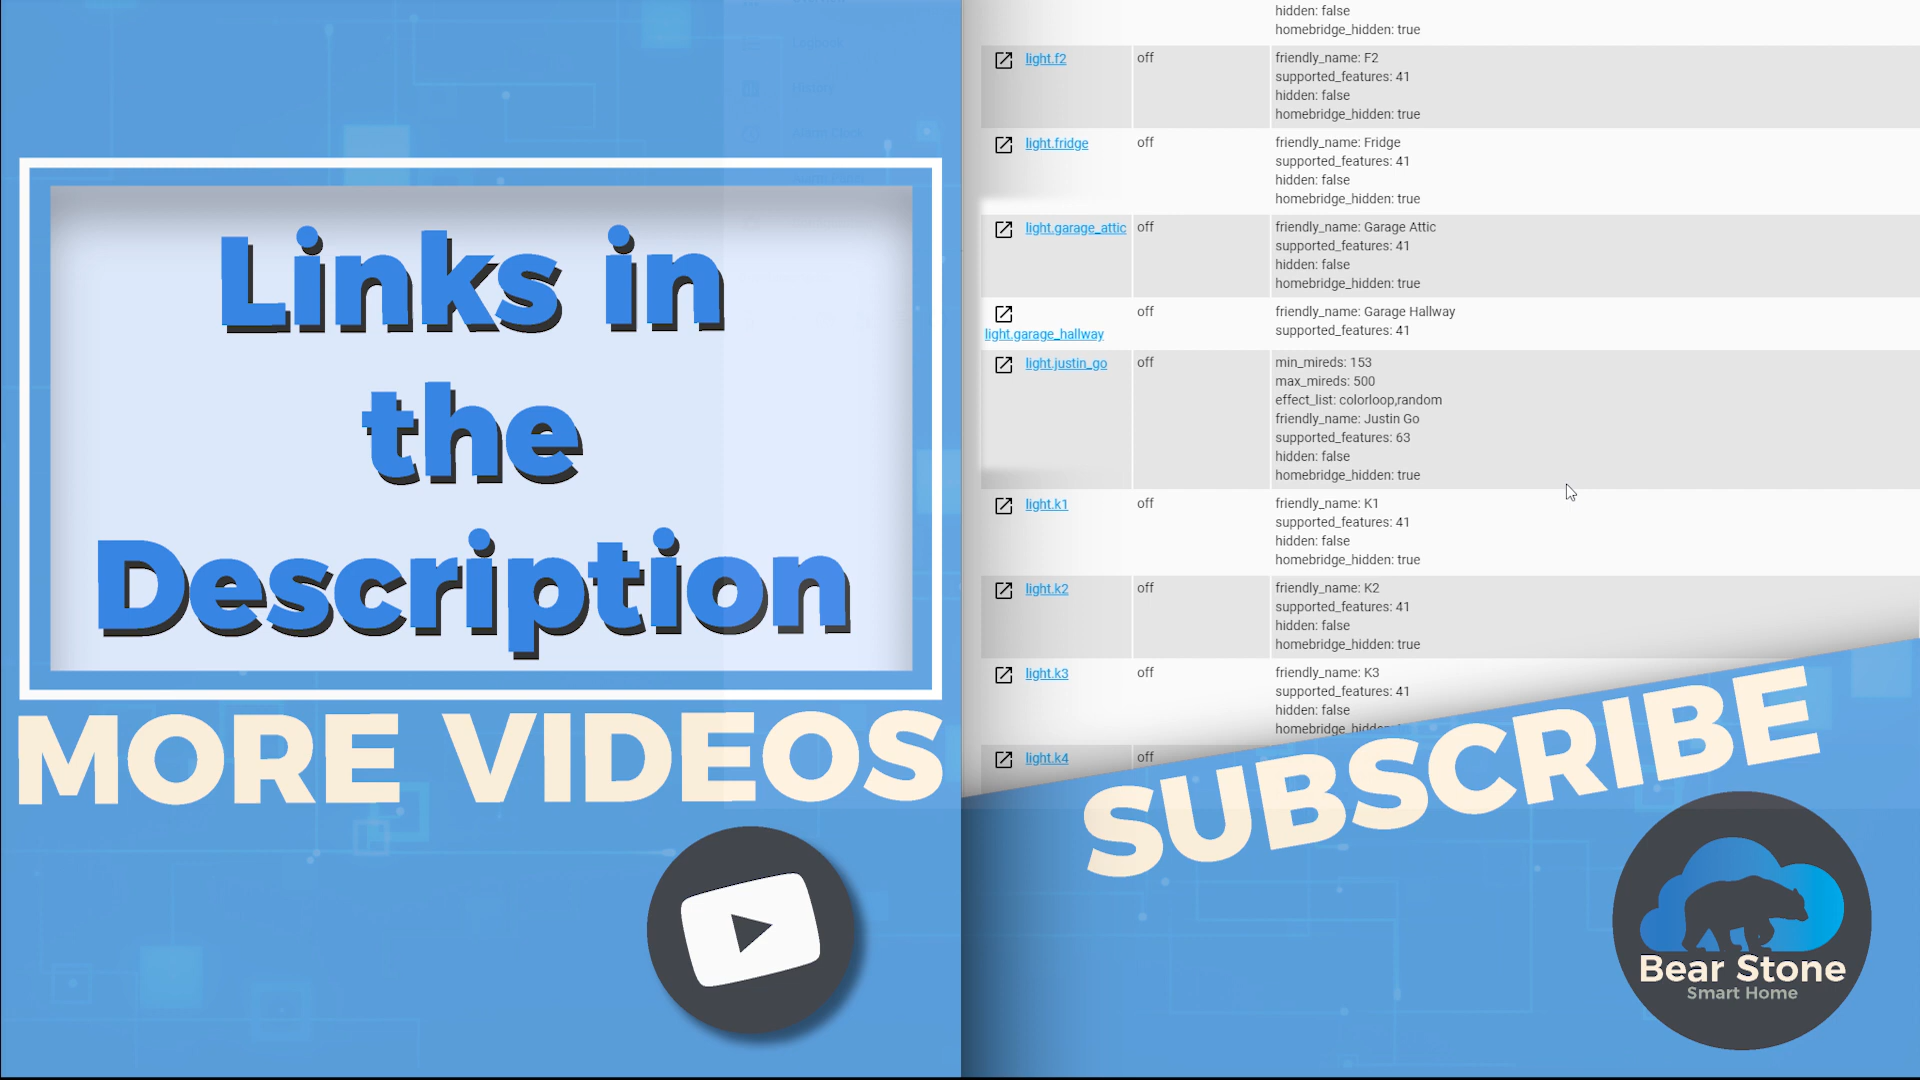 Links in
the
Description
MORE VIDEOS
hidden: false
homebridge_hidden: true
light.f2 off friendly_name: F2
supported_features: 41
hidden: false
homebridge_hidden: true
light.fridge off friendly_name: Fridge
supported_features: 41
hidden: false
homebridge_hidden: true
light.garage_attic off friendly_name: Garage Attic
supported_features: 41
hidden: false
homebridge_hidden: true
light.garage_hallway off friendly_name: Garage Hallway
supported_features: 41
light.justin_go off min_mireds: 153
max_mireds: 500
effect_list: colorloop,random
friendly_name: Justin Go
supported_features: 63
hidden: false
homebridge_hidden: true
light.k1 off friendly_name: K1
supported_features: 41
hidden: false
homebridge_hidden: true
light.k2 off friendly_name: K2
supported_features: 41
hidden: false
homebridge_hidden: true
light.k3 off friendly_name: K3
supported_features: 41
hidden: false
light.k4 off
SUBSCRIBE
Bear Stone
Smart Home